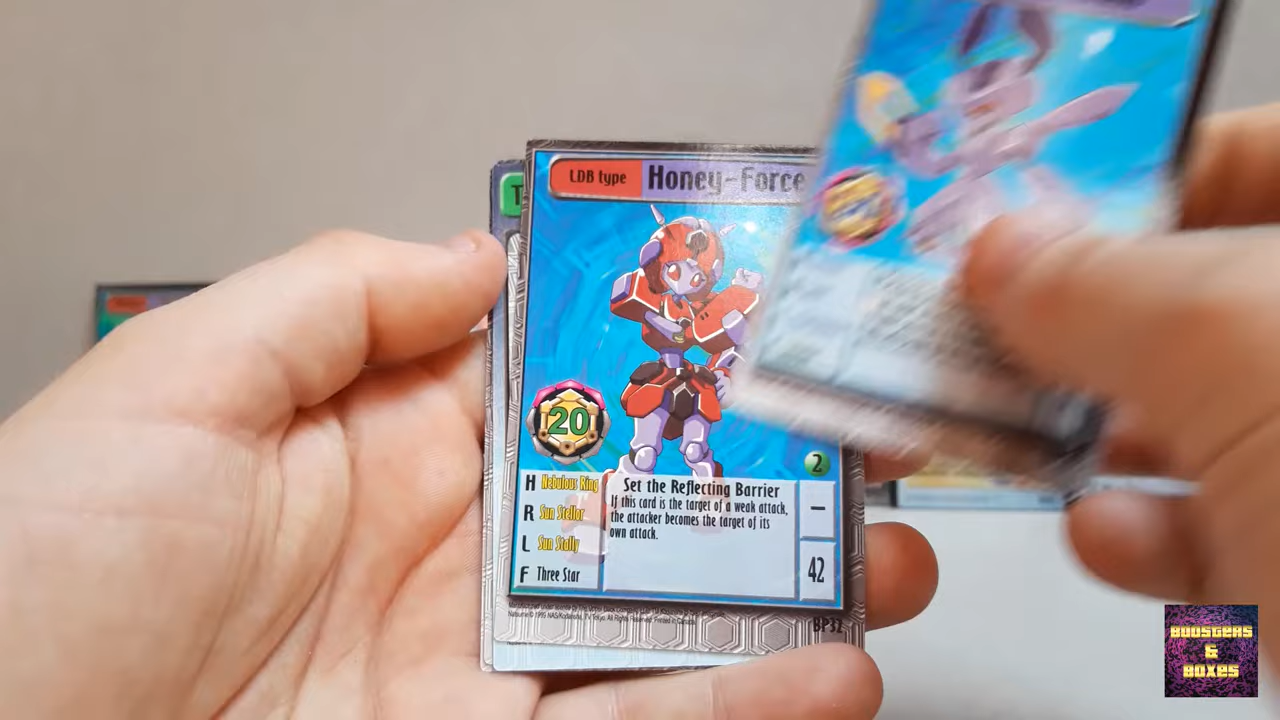 LDB type Honey-Force
T
20
2
H Nebulous Ring
R Sun Stellor
L Sun Stally
F Three Star
Set the Reflecting Barrier
If this card is the target of a weak attack,
the attacker becomes the target of its
own attack.
–
42
BP32
BOOSTERS
&
BOXES